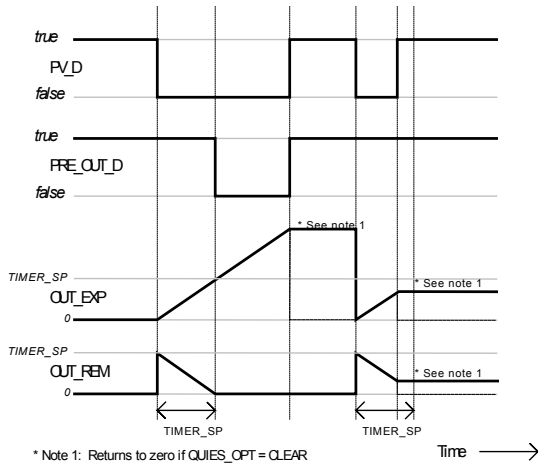 true
PV_D
false
true
PRE_OUT_D
false
* See note 1
TIMER_SP
* See note 1
OUT_EXP
0
TIMER_SP
OUT_REM
* See note 1
0
TIMER_SP TIMER_SP
* Note 1: Returns to zero if QUIES_OPT = CLEAR Time